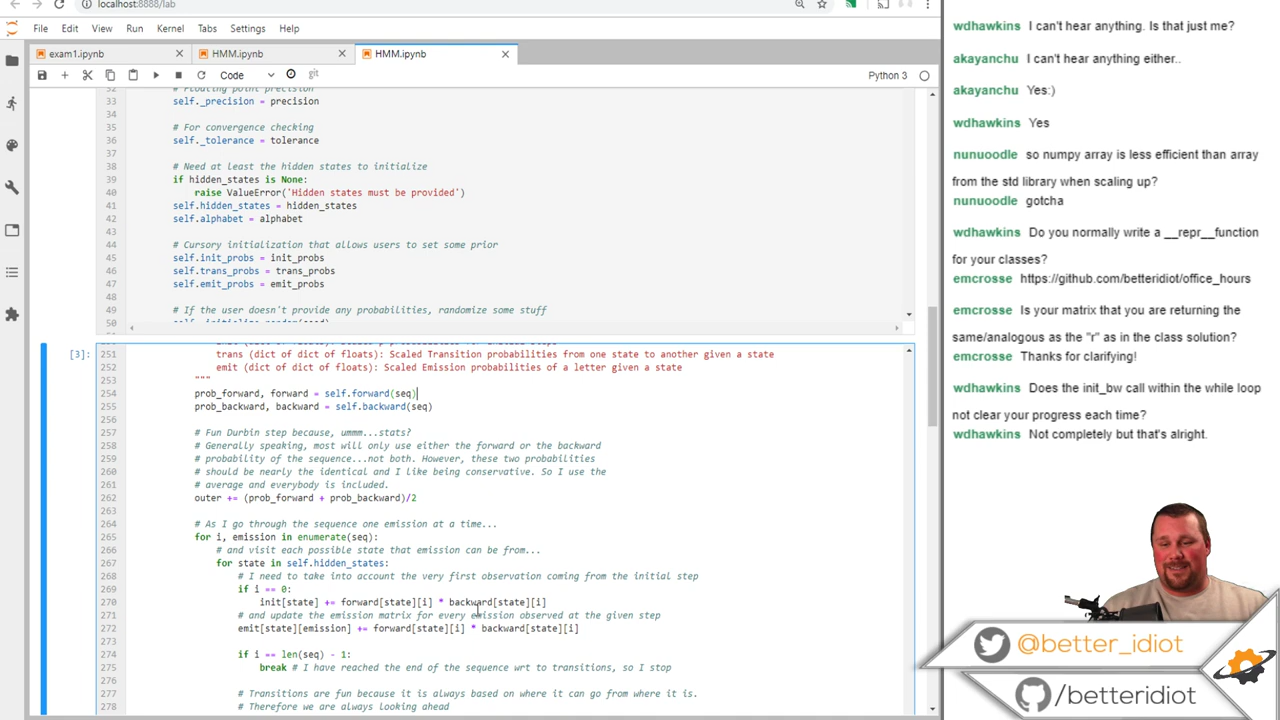 localhost:8888/lab
File Edit View Run Kernel Tabs Settings Help
exam1.ipynb × HMM.ipynb × HMM.ipynb ×
Code git Python 3
32 # Floating point precision
33 self._precision = precision
34
35 # For convergence checking
36 self._tolerance = tolerance
37
38 # Need at least the hidden states to initialize
39 if hidden_states is None:
40 raise ValueError('Hidden states must be provided')
41 self.hidden_states = hidden_states
42 self.alphabet = alphabet
43
44 # Cursory initialization that allows users to set some prior
45 self.init_probs = init_probs
46 self.trans_probs = trans_probs
47 self.emit_probs = emit_probs
48
49 # If the user doesn't provide any probabilities, randomize some stuff
50
[3]:
251 trans (dict of dict of floats): Scaled Transition probabilities from one state to another given a state
252 emit (dict of dict of floats): Scaled Emission probabilities of a letter given a state
253 """
254 prob_forward, forward = self.forward(seq)
255 prob_backward, backward = self.backward(seq)
256
257 # Fun Durbin step because, ummm...stats?
258 # Generally speaking, most will only use either the forward or the backward
259 # probability of the sequence...not both. However, these two probabilities
260 # should be nearly the identical and I like being conservative. So I use the
261 # average and everybody is included.
262 outer += (prob_forward + prob_backward)/2
263
264 # As I go through the sequence one emission at a time...
265 for i, emission in enumerate(seq):
266 # and visit each possible state that emission can be from...
267 for state in self.hidden_states:
268 # I need to take into account the very first observation coming from the initial step
269 if i == 0:
270 init[state] += forward[state][i] * backward[state][i]
271 # and update the emission matrix for every emission observed at the given step
272 emit[state][emission] += forward[state][i] * backward[state][i]
273
274 if i == len(seq) - 1:
275 break # I have reached the end of the sequence wrt to transitions, so I stop
276
277 # Transitions are fun because it is always based on where it can go from where it is.
278 # Therefore we are always looking ahead
wdhawkins I can't hear anything. Is that just me?
akayanchu I can't hear anything either..
akayanchu Yes:)
wdhawkins Yes
nunuoodle so numpy array is less efficient than array
from the std library when scaling up?
nunuoodle gotcha
wdhawkins Do you normally write a __repr__function
for your classes?
emcrosse https://github.com/betteridiot/office_hours
emcrosse Is your matrix that you are returning the
same/analogous as the "r" as in the class solution?
emcrosse Thanks for clarifying!
wdhawkins Does the init_bw call within the while loop
not clear your progress each time?
wdhawkins Not completely but that's alright.
@better_idiot
/betteridiot